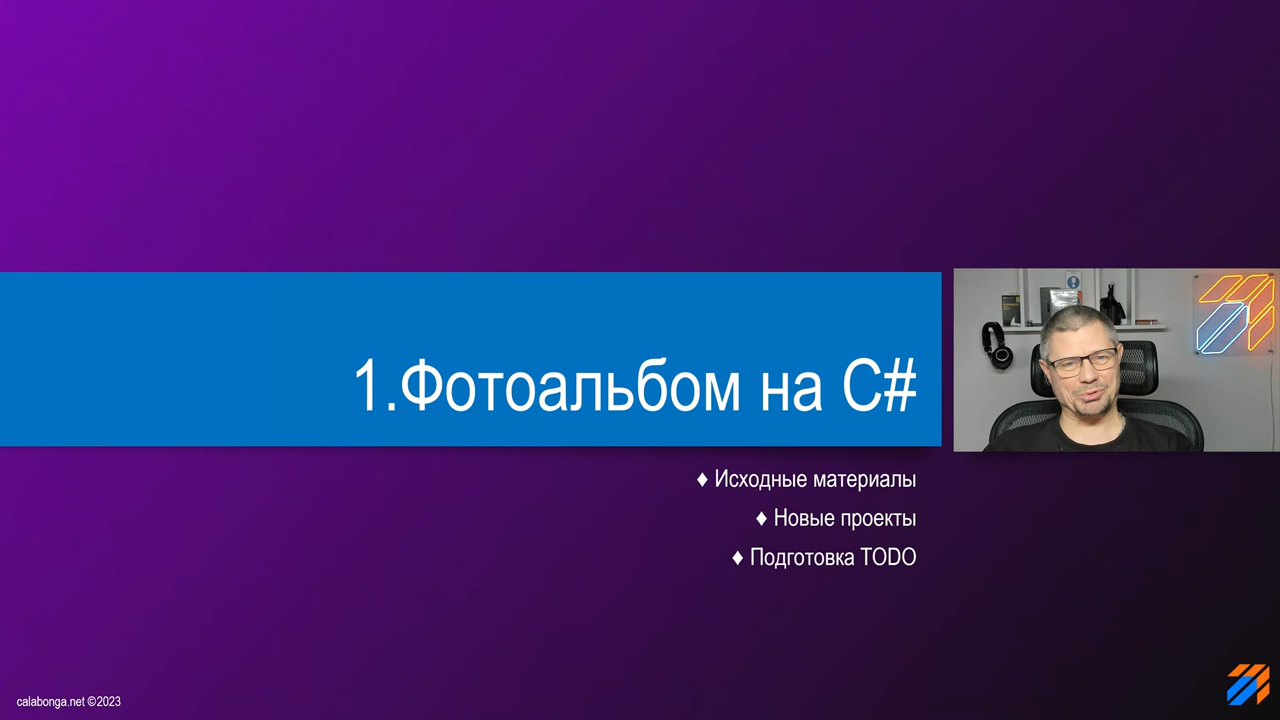 1.Фотоальбом на C#
♦ Исходные материалы
♦ Новые проекты
♦ Подготовка TODO
calabonga.net ©2023